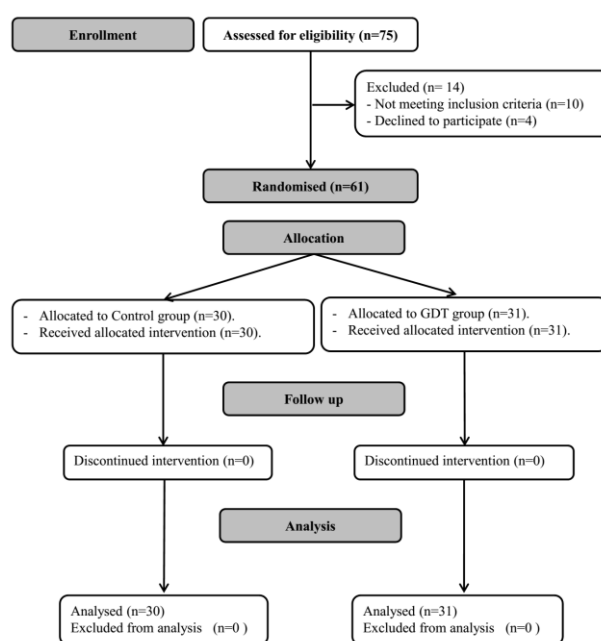 Enrollment
Assessed for eligibility (n=75)
Excluded (n= 14)
- Not meeting inclusion criteria (n=10)
- Declined to participate (n=4)
Randomised (n=61)
Allocation
- Allocated to Control group (n=30).
- Received allocated intervention (n=30).
- Allocated to GDT group (n=31).
- Received allocated intervention (n=31).
Follow up
Discontinued intervention (n=0)
Discontinued intervention (n=0)
Analysis
Analysed (n=30)
Excluded from analysis (n=0 )
Analysed (n=31)
Excluded from analysis (n=0 )